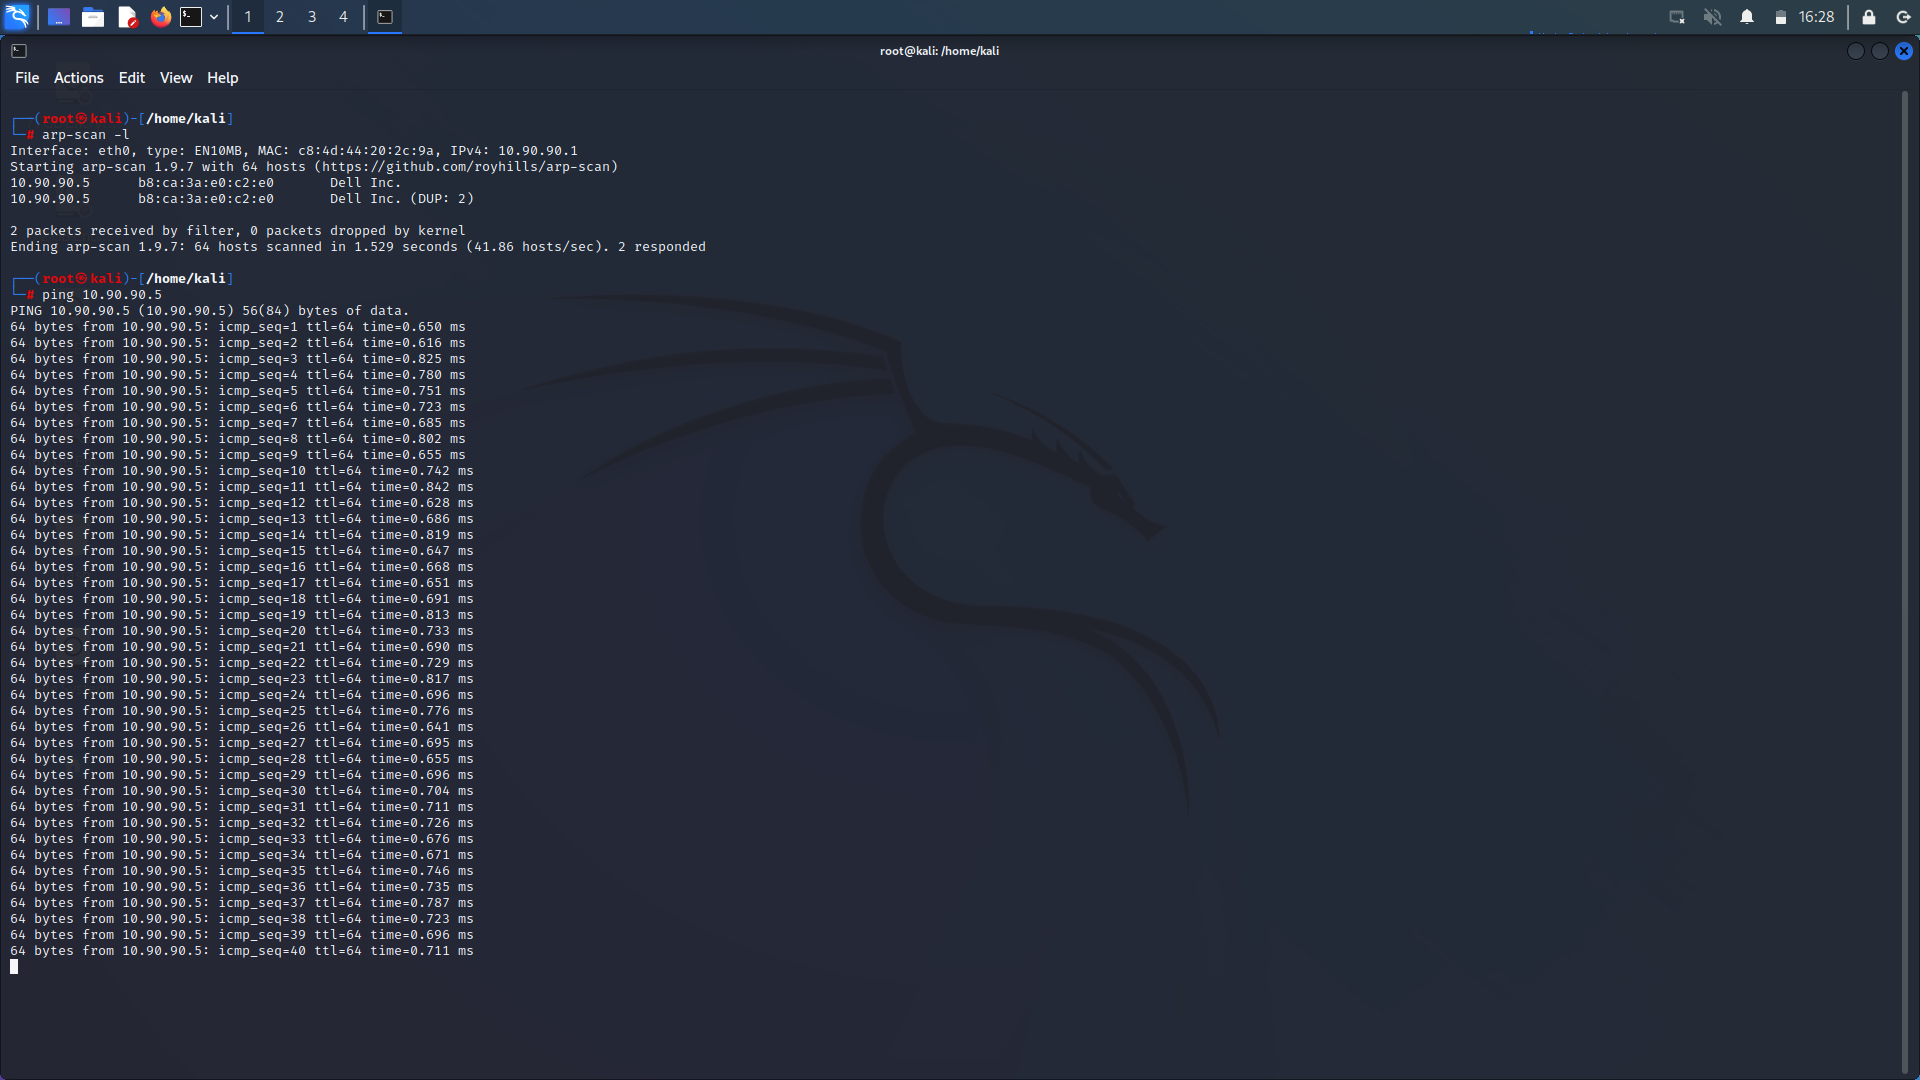 1 2 3 4
16:28
root@kali: /home/kali
File Actions Edit View Help
┌──(root㉿kali)-[/home/kali]
└─# arp-scan -l
Interface: eth0, type: EN10MB, MAC: c8:4d:44:20:2c:9a, IPv4: 10.90.90.1
Starting arp-scan 1.9.7 with 64 hosts (https://github.com/royhills/arp-scan)
10.90.90.5      b8:ca:3a:e0:c2:e0       Dell Inc.
10.90.90.5      b8:ca:3a:e0:c2:e0       Dell Inc. (DUP: 2)
2 packets received by filter, 0 packets dropped by kernel
Ending arp-scan 1.9.7: 64 hosts scanned in 1.529 seconds (41.86 hosts/sec). 2 responded
┌──(root㉿kali)-[/home/kali]
└─# ping 10.90.90.5
PING 10.90.90.5 (10.90.90.5) 56(84) bytes of data.
64 bytes from 10.90.90.5: icmp_seq=1 ttl=64 time=0.650 ms
64 bytes from 10.90.90.5: icmp_seq=2 ttl=64 time=0.616 ms
64 bytes from 10.90.90.5: icmp_seq=3 ttl=64 time=0.825 ms
64 bytes from 10.90.90.5: icmp_seq=4 ttl=64 time=0.780 ms
64 bytes from 10.90.90.5: icmp_seq=5 ttl=64 time=0.751 ms
64 bytes from 10.90.90.5: icmp_seq=6 ttl=64 time=0.723 ms
64 bytes from 10.90.90.5: icmp_seq=7 ttl=64 time=0.685 ms
64 bytes from 10.90.90.5: icmp_seq=8 ttl=64 time=0.802 ms
64 bytes from 10.90.90.5: icmp_seq=9 ttl=64 time=0.655 ms
64 bytes from 10.90.90.5: icmp_seq=10 ttl=64 time=0.742 ms
64 bytes from 10.90.90.5: icmp_seq=11 ttl=64 time=0.842 ms
64 bytes from 10.90.90.5: icmp_seq=12 ttl=64 time=0.628 ms
64 bytes from 10.90.90.5: icmp_seq=13 ttl=64 time=0.686 ms
64 bytes from 10.90.90.5: icmp_seq=14 ttl=64 time=0.819 ms
64 bytes from 10.90.90.5: icmp_seq=15 ttl=64 time=0.647 ms
64 bytes from 10.90.90.5: icmp_seq=16 ttl=64 time=0.668 ms
64 bytes from 10.90.90.5: icmp_seq=17 ttl=64 time=0.651 ms
64 bytes from 10.90.90.5: icmp_seq=18 ttl=64 time=0.691 ms
64 bytes from 10.90.90.5: icmp_seq=19 ttl=64 time=0.813 ms
64 bytes from 10.90.90.5: icmp_seq=20 ttl=64 time=0.733 ms
64 bytes from 10.90.90.5: icmp_seq=21 ttl=64 time=0.690 ms
64 bytes from 10.90.90.5: icmp_seq=22 ttl=64 time=0.729 ms
64 bytes from 10.90.90.5: icmp_seq=23 ttl=64 time=0.817 ms
64 bytes from 10.90.90.5: icmp_seq=24 ttl=64 time=0.696 ms
64 bytes from 10.90.90.5: icmp_seq=25 ttl=64 time=0.776 ms
64 bytes from 10.90.90.5: icmp_seq=26 ttl=64 time=0.641 ms
64 bytes from 10.90.90.5: icmp_seq=27 ttl=64 time=0.695 ms
64 bytes from 10.90.90.5: icmp_seq=28 ttl=64 time=0.655 ms
64 bytes from 10.90.90.5: icmp_seq=29 ttl=64 time=0.696 ms
64 bytes from 10.90.90.5: icmp_seq=30 ttl=64 time=0.704 ms
64 bytes from 10.90.90.5: icmp_seq=31 ttl=64 time=0.711 ms
64 bytes from 10.90.90.5: icmp_seq=32 ttl=64 time=0.726 ms
64 bytes from 10.90.90.5: icmp_seq=33 ttl=64 time=0.676 ms
64 bytes from 10.90.90.5: icmp_seq=34 ttl=64 time=0.671 ms
64 bytes from 10.90.90.5: icmp_seq=35 ttl=64 time=0.746 ms
64 bytes from 10.90.90.5: icmp_seq=36 ttl=64 time=0.735 ms
64 bytes from 10.90.90.5: icmp_seq=37 ttl=64 time=0.787 ms
64 bytes from 10.90.90.5: icmp_seq=38 ttl=64 time=0.723 ms
64 bytes from 10.90.90.5: icmp_seq=39 ttl=64 time=0.696 ms
64 bytes from 10.90.90.5: icmp_seq=40 ttl=64 time=0.711 ms